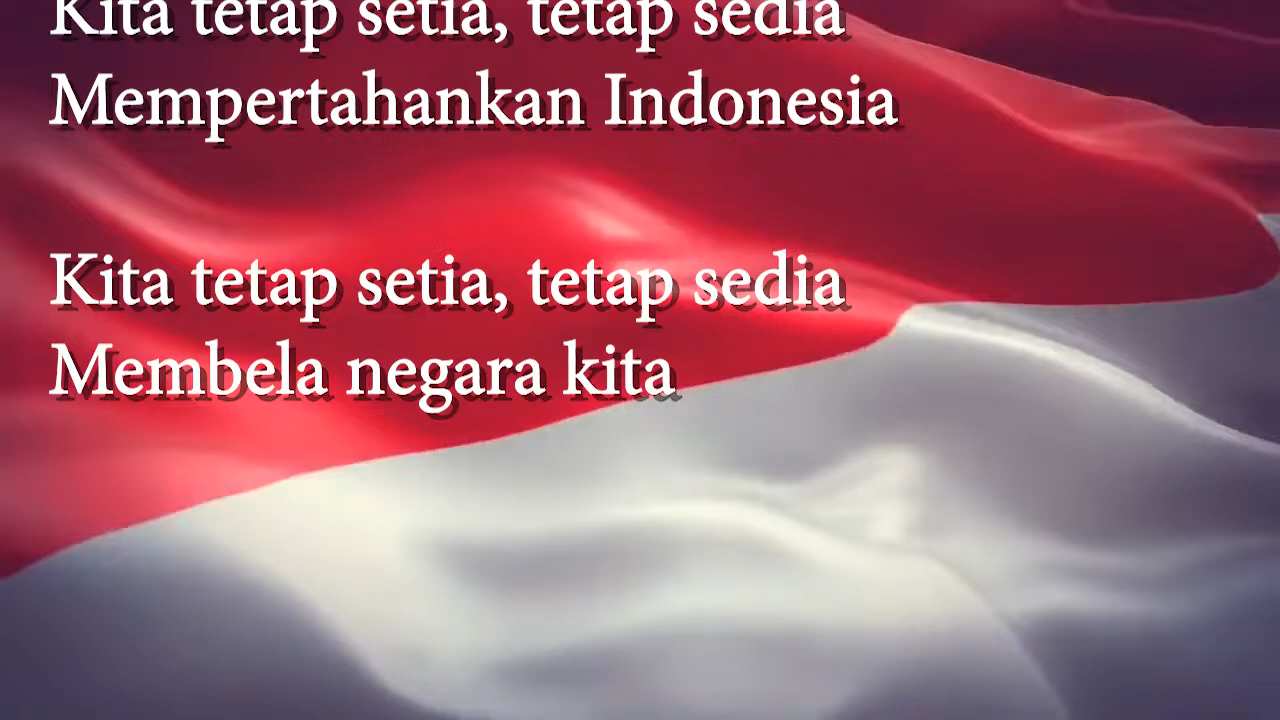 Kita tetap setia, tetap sedia
Mempertahankan Indonesia
Kita tetap setia, tetap sedia
Membela negara kita